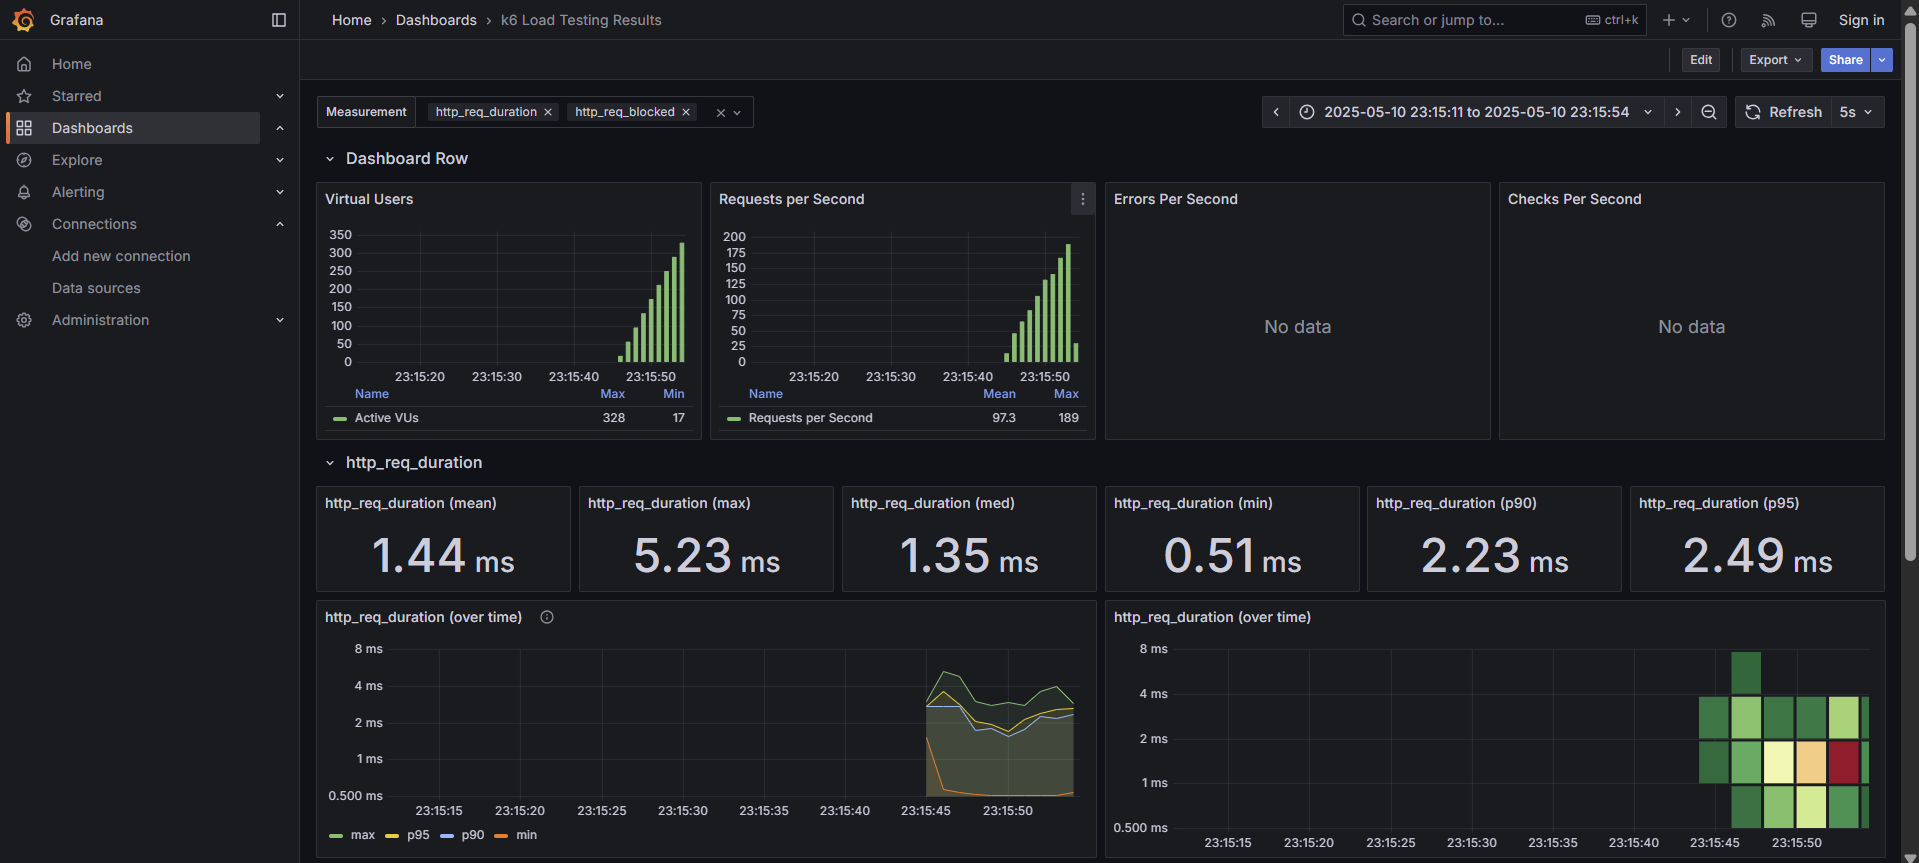 Grafana
Home › Dashboards › k6 Load Testing Results
Search or jump to...
ctrl+k
Sign in
Edit
Export
Share
Home
Starred
Dashboards
Explore
Alerting
Connections
Add new connection
Data sources
Administration
Measurement
http_req_duration
http_req_blocked
2025-05-10 23:15:11 to 2025-05-10 23:15:54
Refresh
5s
Dashboard Row
Virtual Users
350
300
250
200
150
100
50
0
23:15:20 23:15:30 23:15:40 23:15:50
Name Max Min
Active VUs 328 17
Requests per Second
200
175
150
125
100
75
50
25
0
23:15:20 23:15:30 23:15:40 23:15:50
Name Mean Max
Requests per Second 97.3 189
Errors Per Second
No data
Checks Per Second
No data
http_req_duration
http_req_duration (mean)
1.44 ms
http_req_duration (max)
5.23 ms
http_req_duration (med)
1.35 ms
http_req_duration (min)
0.51 ms
http_req_duration (p90)
2.23 ms
http_req_duration (p95)
2.49 ms
http_req_duration (over time)
8 ms
4 ms
2 ms
1 ms
0.500 ms
23:15:15 23:15:20 23:15:25 23:15:30 23:15:35 23:15:40 23:15:45 23:15:50
max p95 p90 min
http_req_duration (over time)
8 ms
4 ms
2 ms
1 ms
0.500 ms
23:15:15 23:15:20 23:15:25 23:15:30 23:15:35 23:15:40 23:15:45 23:15:50